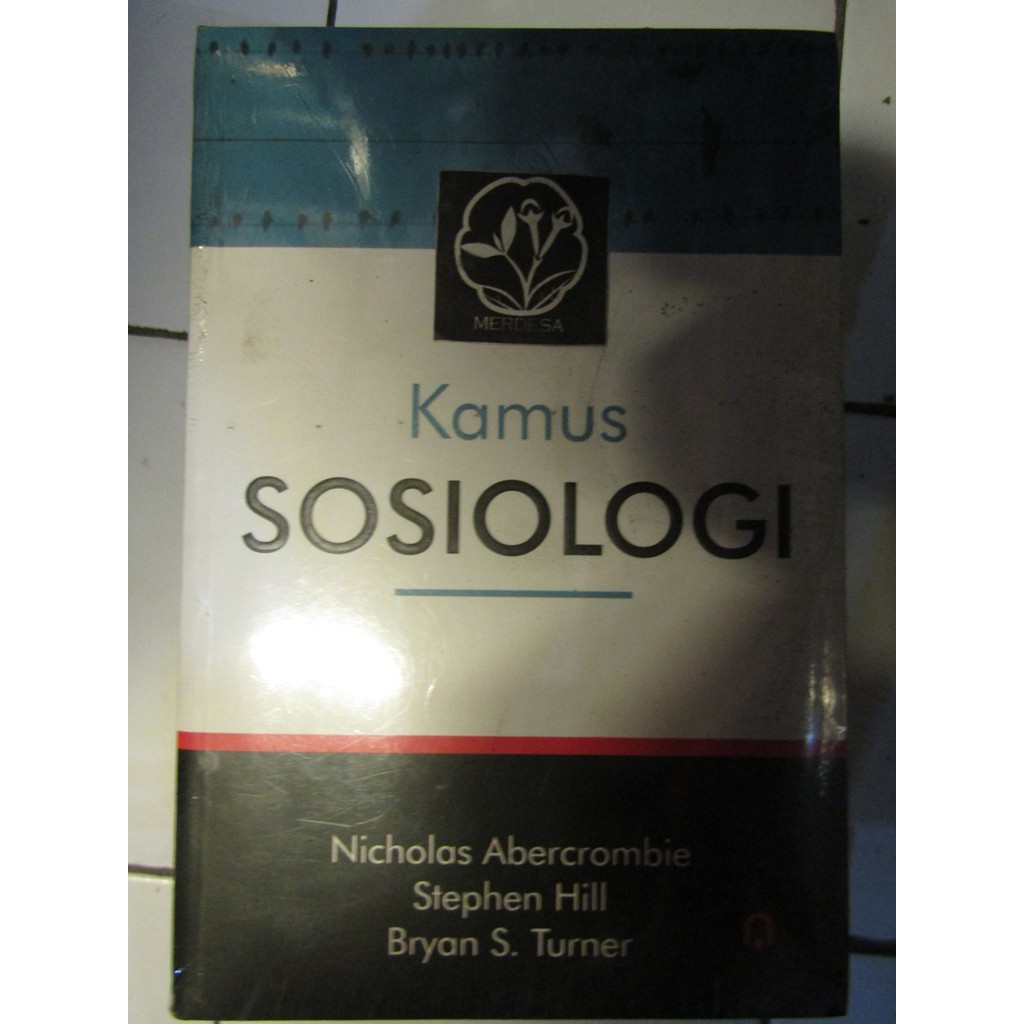 MERDESA
Kamus
SOSIOLOGI
Nicholas Abercrombie
Stephen Hill
Bryan S. Turner